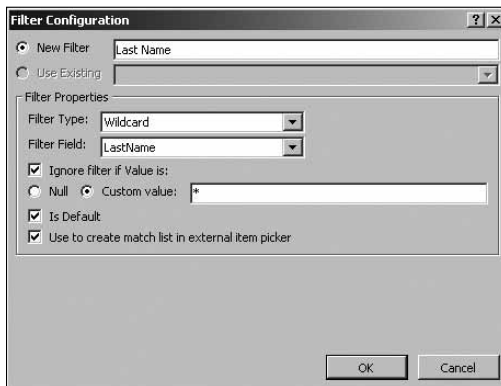 Filter Configuration
? X
New Filter Last Name
Use Existing
Filter Properties
Filter Type: Wildcard
Filter Field: LastName
Ignore filter if Value is:
Null Custom value: *
Is Default
Use to create match list in external item picker
OK Cancel